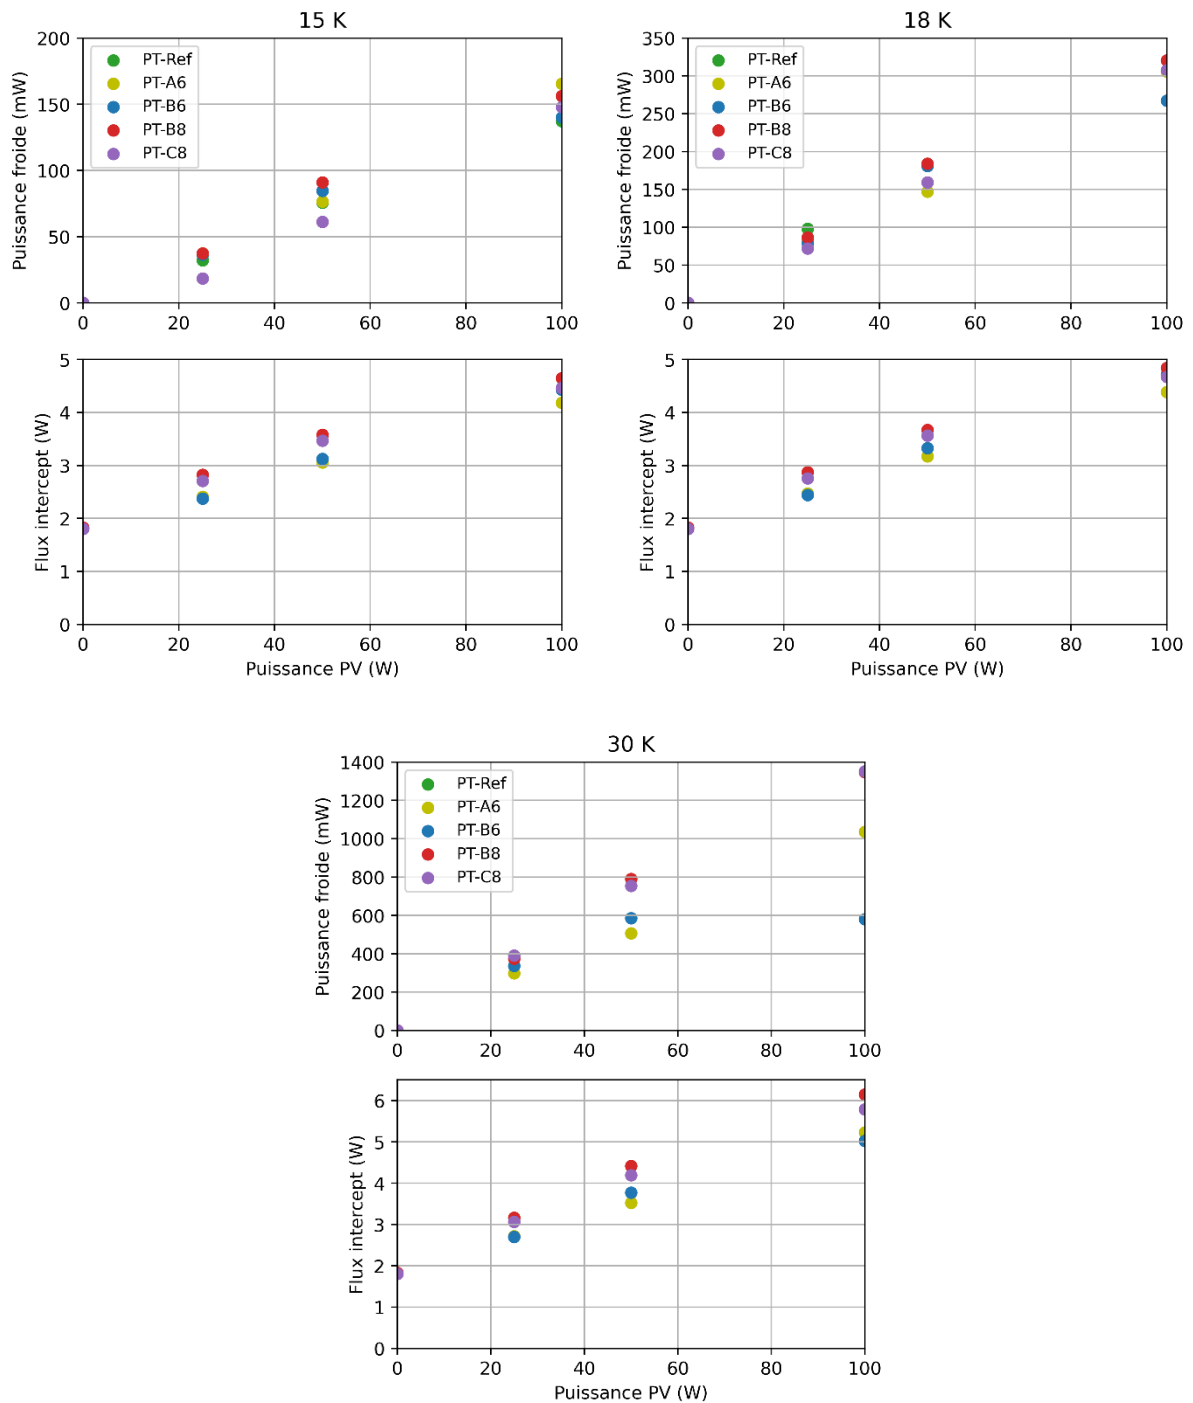 15 K
Puissance froide (mW)
200
150
100
50
0
PT-Ref
PT-A6
PT-B6
PT-B8
PT-C8
0 20 40 60 80 100
Flux intercept (W)
5
4
3
2
1
0
0 20 40 60 80 100
Puissance PV (W)
18 K
Puissance froide (mW)
350
300
250
200
150
100
50
0
PT-Ref
PT-A6
PT-B6
PT-B8
PT-C8
0 20 40 60 80 100
Flux intercept (W)
5
4
3
2
1
0
0 20 40 60 80 100
Puissance PV (W)
30 K
Puissance froide (mW)
1400
1200
1000
800
600
400
200
0
PT-Ref
PT-A6
PT-B6
PT-B8
PT-C8
0 20 40 60 80 100
Flux intercept (W)
6
5
4
3
2
1
0
0 20 40 60 80 100
Puissance PV (W)